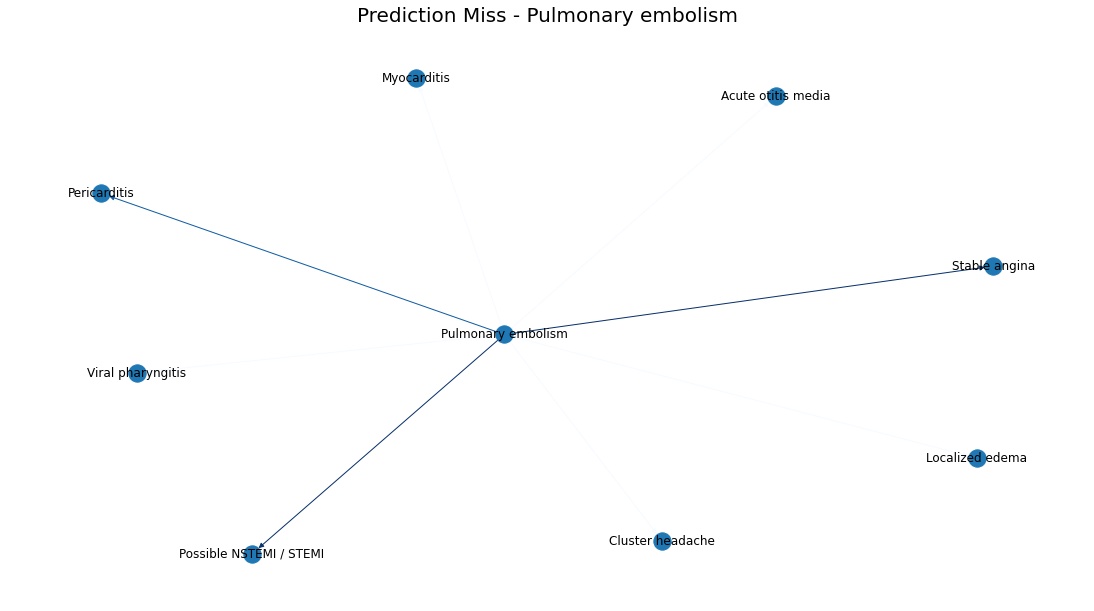 Prediction Miss - Pulmonary embolism
Myocarditis
Acute otitis media
Pericarditis
Stable angina
Pulmonary embolism
Viral pharyngitis
Localized edema
Cluster headache
Possible NSTEMI / STEMI